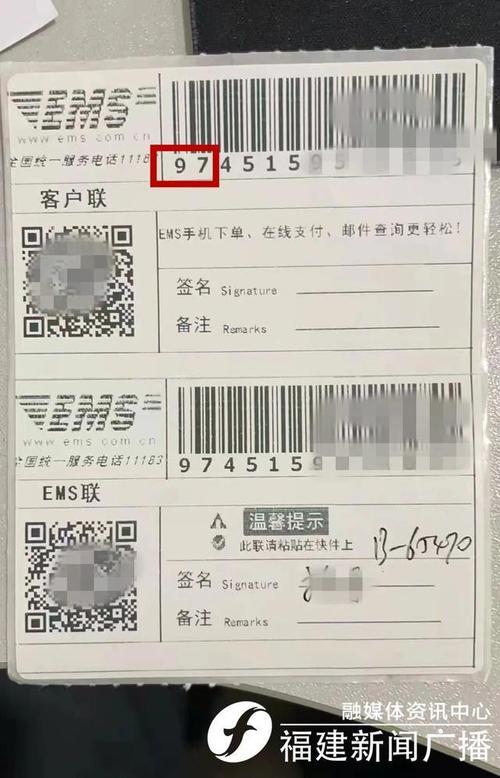 EMS
www.ems.com.cn
全国统一服务电话11183
974515
客户联
EMS手机下单、在线支付、邮件查询更轻松!
签名 Signature
备注 Remarks
EMS
www.ems.com.cn
全国统一服务电话11183
974515
EMS联
温馨提示
此联请粘贴在快件上
13-65470
签名 Signature
备注 Remarks
融媒体资讯中心
福建新闻广播